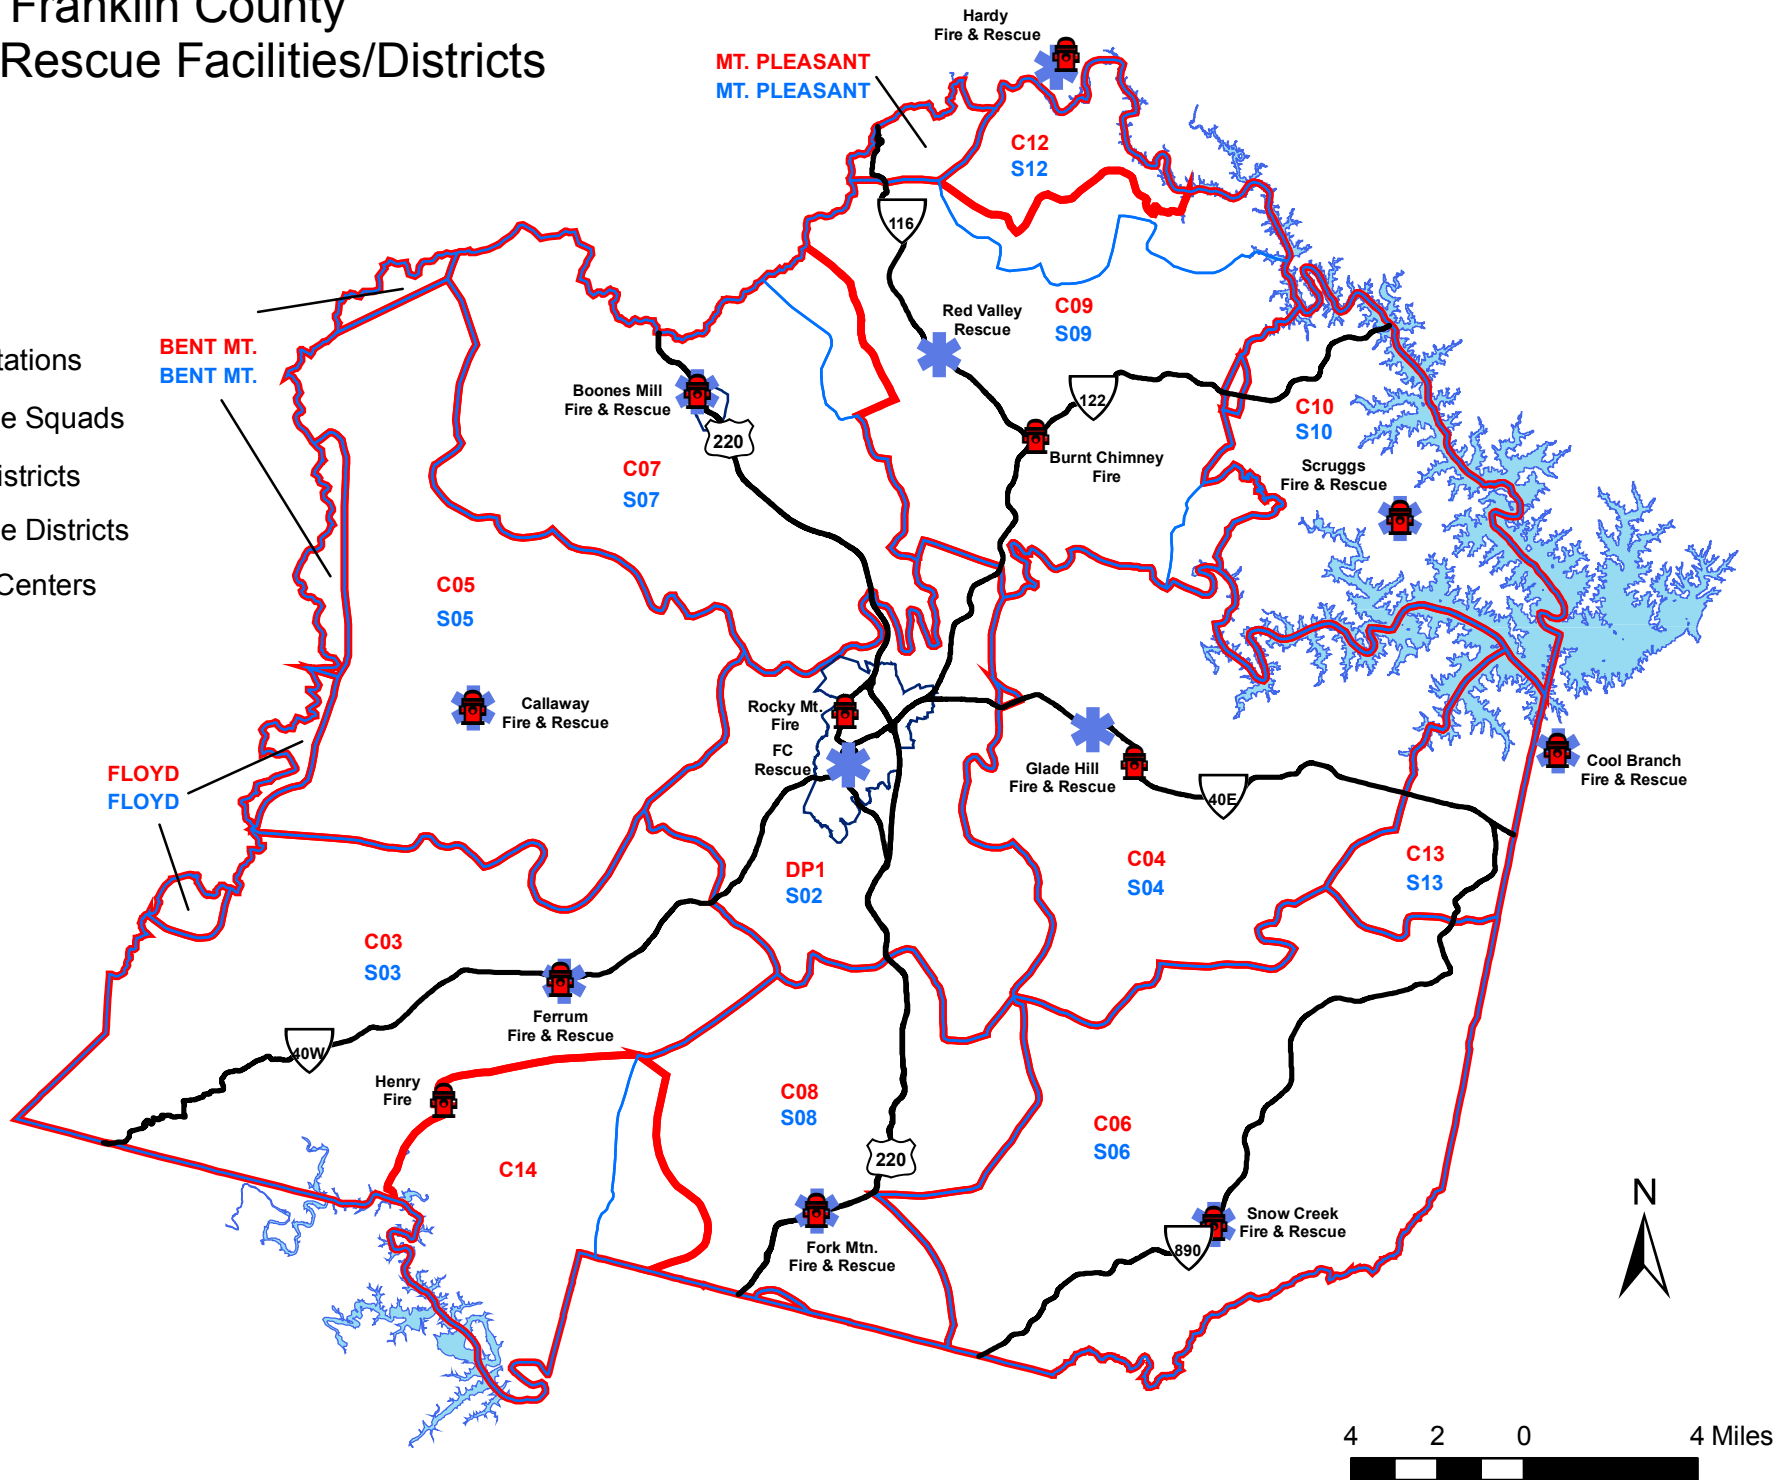 Franklin County
Rescue Facilities/Districts
Hardy
Fire & Rescue
MT. PLEASANT
MT. PLEASANT
C12
S12
116
Red Valley
Rescue
C09
S09
BENT MT.
BENT MT.
tations
e Squads
istricts
e Districts
Centers
Boones Mill
Fire & Rescue
220
C07
S07
122
Burnt Chimney
Fire
C10
S10
Scruggs
Fire & Rescue
C05
S05
Callaway
Fire & Rescue
Rocky Mt.
Fire
FC
Rescue
Glade Hill
Fire & Rescue
40E
Cool Branch
Fire & Rescue
FLOYD
FLOYD
DP1
S02
C04
S04
C13
S13
C03
S03
Ferrum
Fire & Rescue
40W
Henry
Fire
C14
C08
S08
C06
S06
220
Fork Mtn.
Fire & Rescue
Snow Creek
Fire & Rescue
890
N
4 2 0 4 Miles